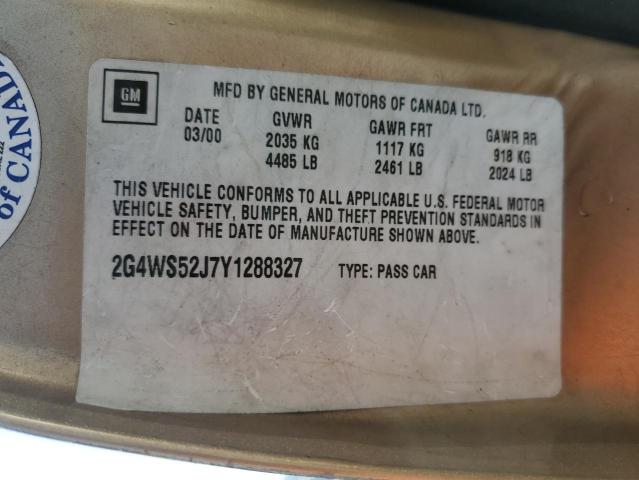 of CANADA
GM
MFD BY GENERAL MOTORS OF CANADA LTD.
DATE GVWR GAWR FRT GAWR RR
03/00 2035 KG 1117 KG 918 KG
4485 LB 2461 LB 2024 LB
THIS VEHICLE CONFORMS TO ALL APPLICABLE U.S. FEDERAL MOTOR
VEHICLE SAFETY, BUMPER, AND THEFT PREVENTION STANDARDS IN
EFFECT ON THE DATE OF MANUFACTURE SHOWN ABOVE.
2G4WS52J7Y1288327 TYPE: PASS CAR